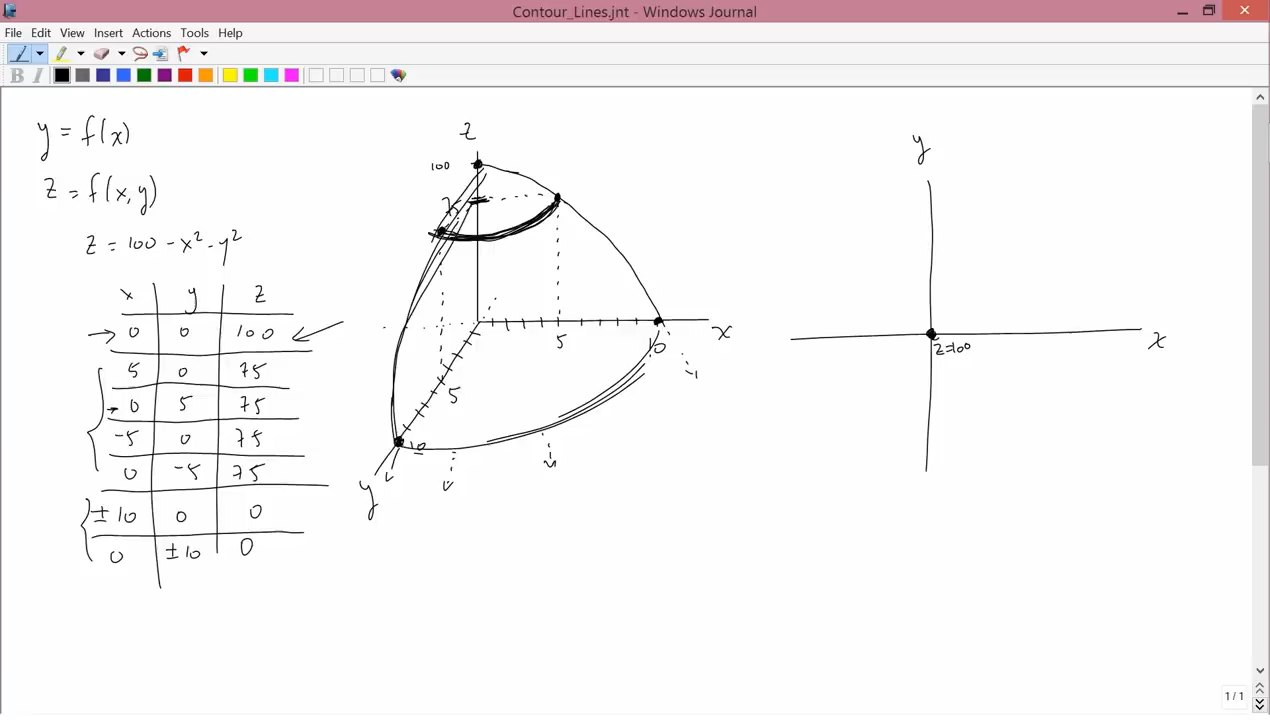 Contour_Lines.jnt - Windows Journal
File Edit View Insert Actions Tools Help
B I
y = f(x)
z = f(x,y)
z = 100 - x² - y²
x y z
0 0 100
5 0 75
0 5 75
-5 0 75
0 -5 75
±10 0 0
0 ±10 0
z
100
5
10
x
5
10
y
y
z=100
x
1 / 1